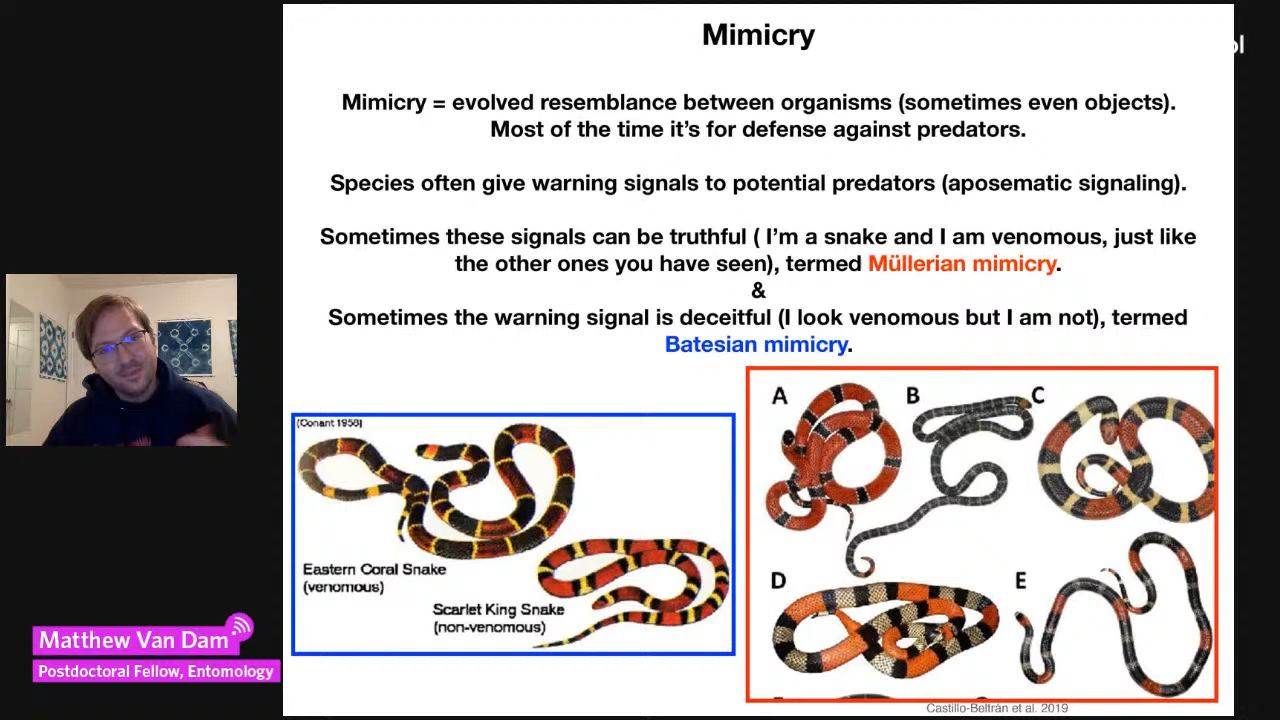 Mimicry
Mimicry = evolved resemblance between organisms (sometimes even objects).
Most of the time it's for defense against predators.
Species often give warning signals to potential predators (aposematic signaling).
Sometimes these signals can be truthful ( I'm a snake and I am venomous, just like
the other ones you have seen), termed Müllerian mimicry.
&
Sometimes the warning signal is deceitful (I look venomous but I am not), termed
Batesian mimicry.
(Conant 1958)
Eastern Coral Snake
(venomous)
Scarlet King Snake
(non-venomous)
A
B
C
D
E
Castillo-Beltrán et al. 2019
Matthew Van Dam
Postdoctoral Fellow, Entomology